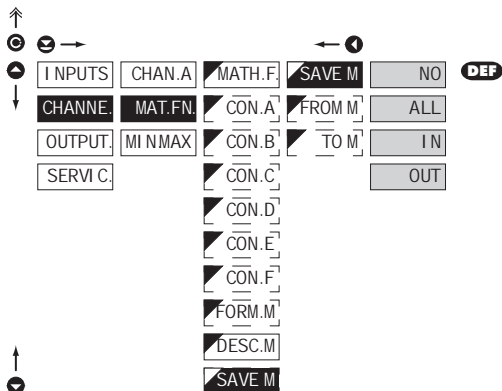 INPUTS CHAN.A MATH.F. SAVE M NO DEF
CHANNE. MAT.FN. CON.A FROM M ALL
OUTPUT. MINMAX CON.B TO M IN
SERVIC. CON.C OUT
CON.D
CON.E
CON.F
FORM.M
DESC.M
SAVE M